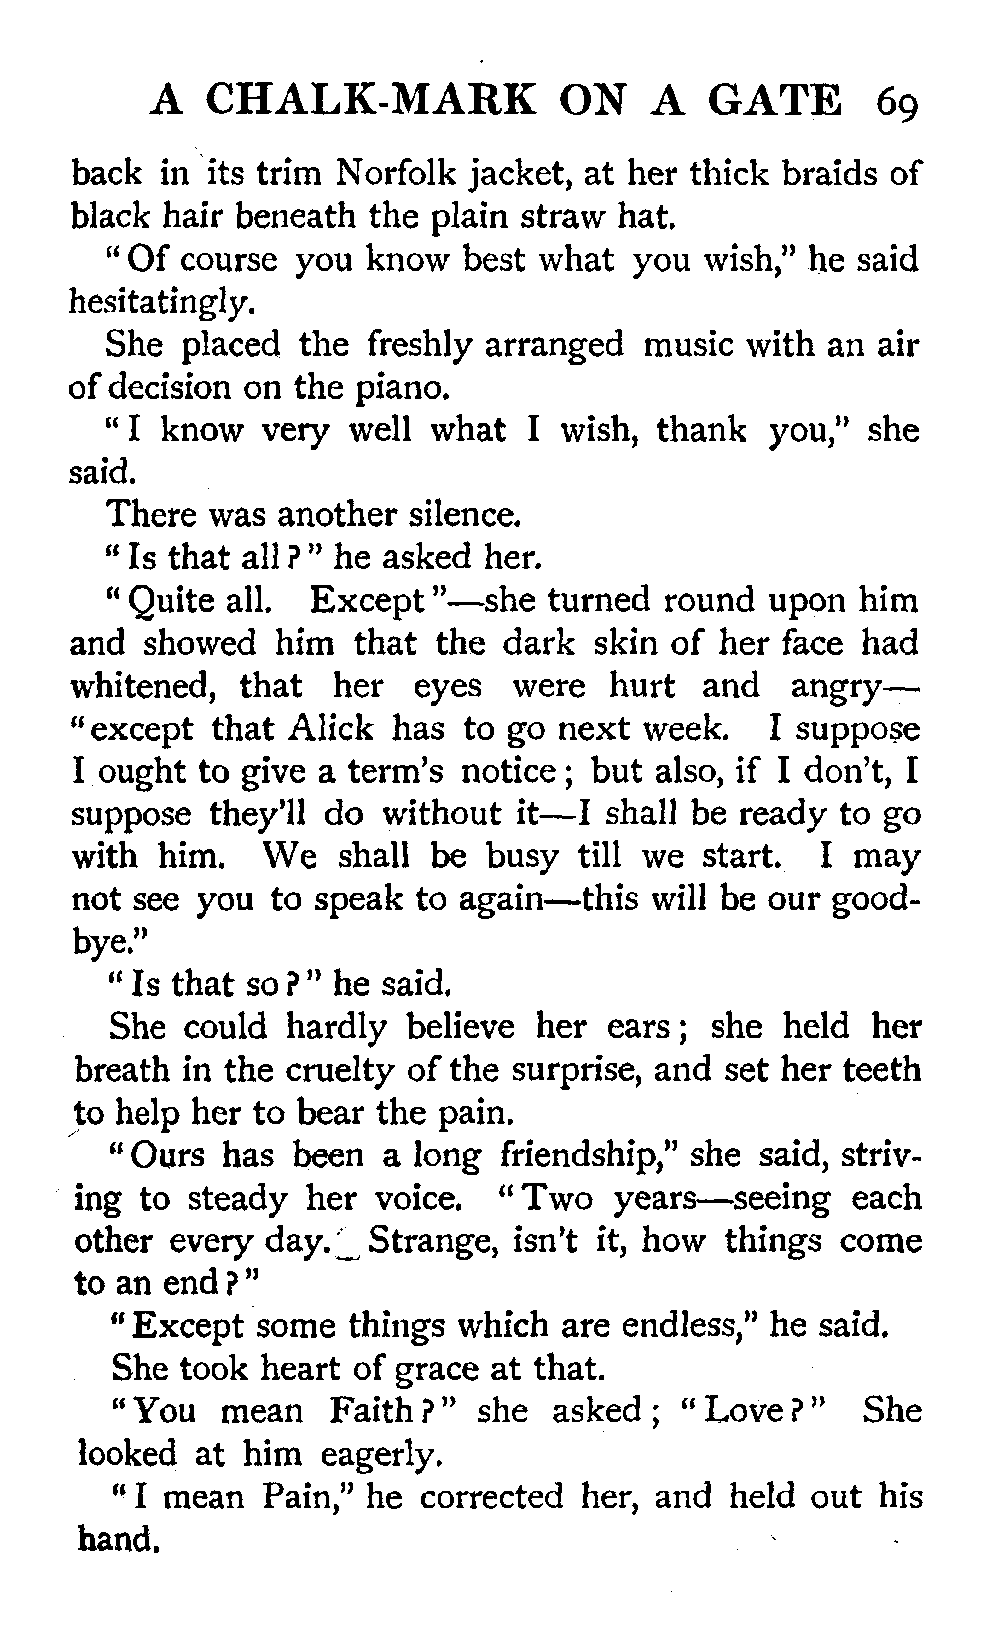 A CHALK-MARK ON A GATE 69
back in its trim Norfolk jacket, at her thick braids of
black hair beneath the plain straw hat.
"Of course you know best what you wish," he said
hesitatingly.
She placed the freshly arranged music with an air
of decision on the piano.
"I know very well what I wish, thank you," she
said.
There was another silence.
"Is that all?" he asked her.
"Quite all. Except"—she turned round upon him
and showed him that the dark skin of her face had
whitened, that her eyes were hurt and angry—
"except that Alick has to go next week. I suppose
I ought to give a term's notice; but also, if I don't, I
suppose they'll do without it—I shall be ready to go
with him. We shall be busy till we start. I may
not see you to speak to again—this will be our good-
bye."
"Is that so?" he said.
She could hardly believe her ears; she held her
breath in the cruelty of the surprise, and set her teeth
to help her to bear the pain.
"Ours has been a long friendship," she said, striv-
ing to steady her voice. "Two years—seeing each
other every day. Strange, isn't it, how things come
to an end?"
"Except some things which are endless," he said.
She took heart of grace at that.
"You mean Faith?" she asked; "Love?" She
looked at him eagerly.
"I mean Pain," he corrected her, and held out his
hand.